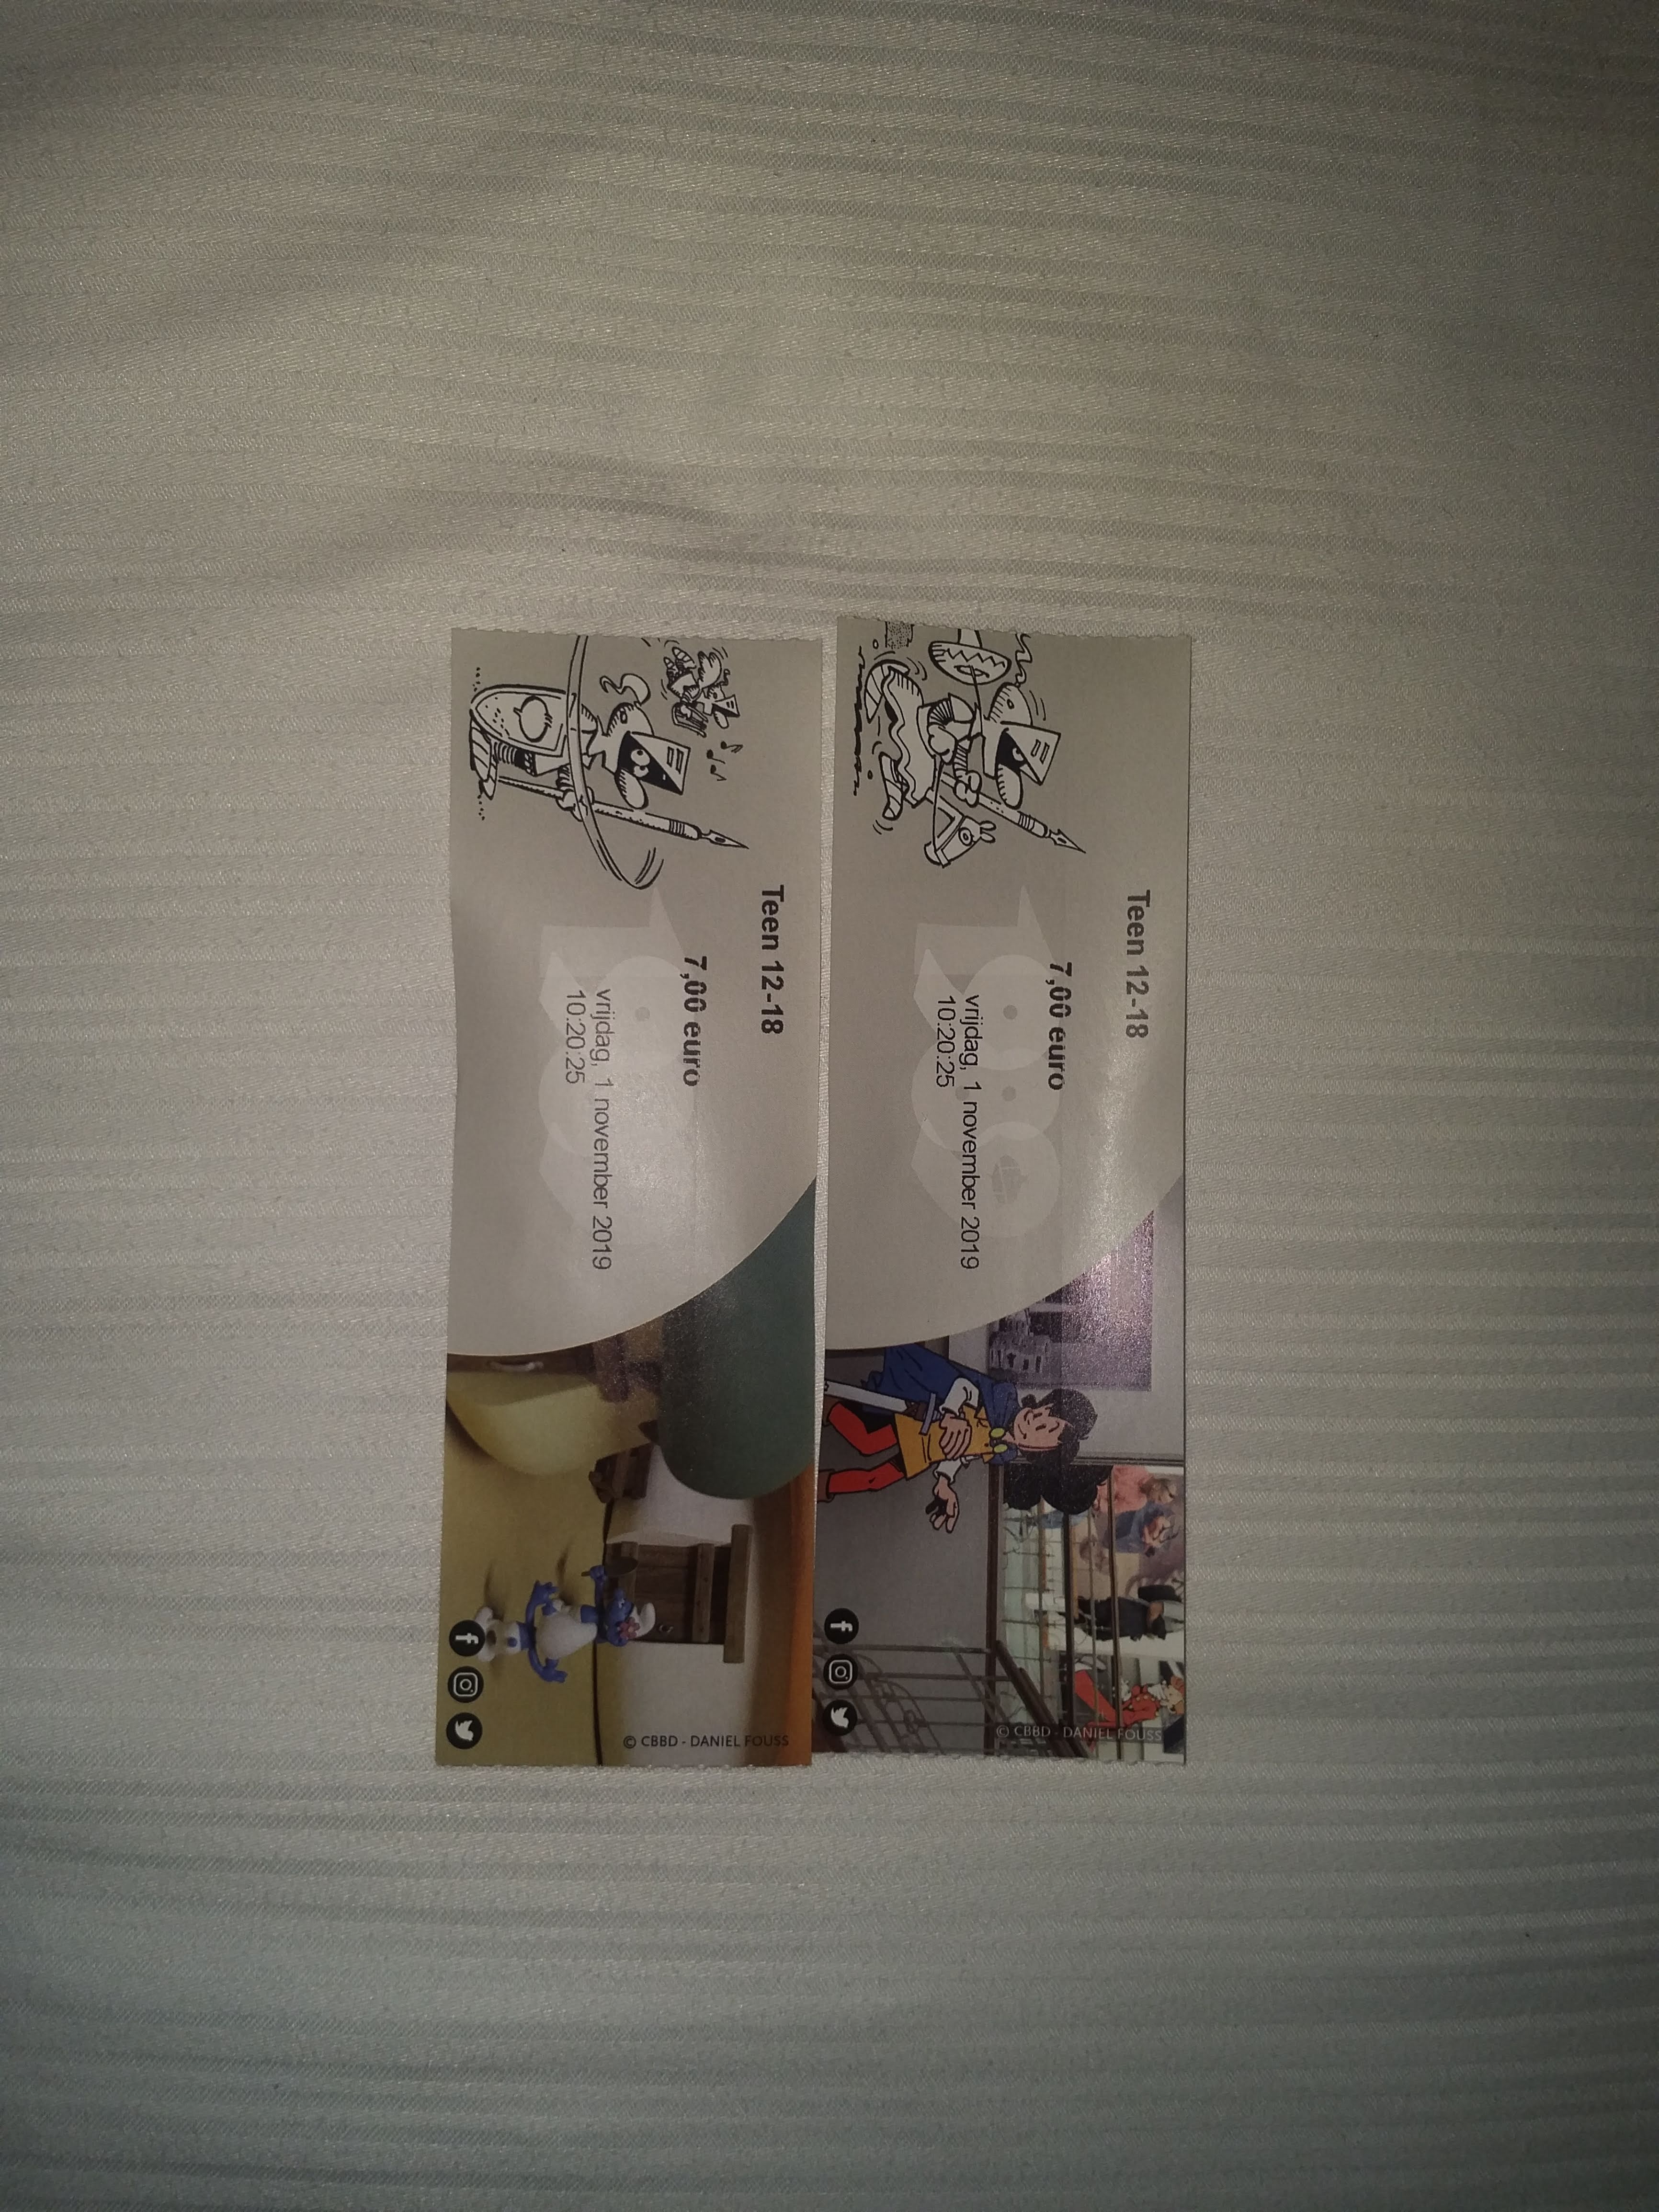 Teen 12-18
7,00 euro
vrijdag, 1 november 2019
10:20:25
© CBBD - DANIEL FOUSS
Teen 12-18
7,00 euro
vrijdag, 1 november 2019
10:20:25
© CBBD - DANIEL FOUSS